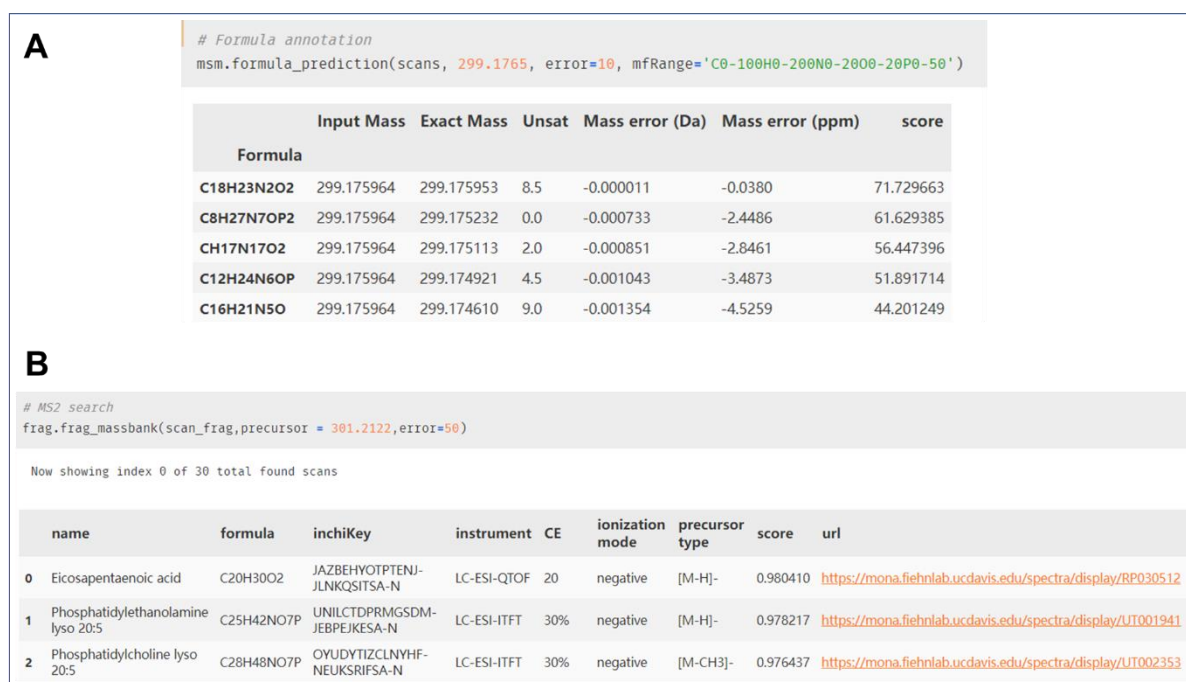 A
# Formula annotation
msm.formula_prediction(scans, 299.1765, error=10, mfRange='C0-100H0-200N0-20O0-20P0-50')
Input Mass Exact Mass Unsat Mass error (Da) Mass error (ppm) score
Formula
C18H23N2O2 299.175964 299.175953 8.5 -0.000011 -0.0380 71.729663
C8H27N7OP2 299.175964 299.175232 0.0 -0.000733 -2.4486 61.629385
CH17N17O2 299.175964 299.175113 2.0 -0.000851 -2.8461 56.447396
C12H24N6OP 299.175964 299.174921 4.5 -0.001043 -3.4873 51.891714
C16H21N5O 299.175964 299.174610 9.0 -0.001354 -4.5259 44.201249
B
# MS2 search
frag.frag_massbank(scan_frag,precursor = 301.2122,error=50)
Now showing index 0 of 30 total found scans
name formula inchiKey instrument CE ionization mode precursor type score url
0 Eicosapentaenoic acid C20H30O2 JAZBEHYOTPTENJ-JLNKQSITSA-N LC-ESI-QTOF 20 negative [M-H]- 0.980410 https://mona.fiehnlab.ucdavis.edu/spectra/display/RP030512
1 Phosphatidylethanolamine lyso 20:5 C25H42NO7P UNILCTDPRMGSDM-JEBPEJKESA-N LC-ESI-ITFT 30% negative [M-H]- 0.978217 https://mona.fiehnlab.ucdavis.edu/spectra/display/UT001941
2 Phosphatidylcholine lyso 20:5 C28H48NO7P OYUDYTIZCLNYHF-NEUKSRIFSA-N LC-ESI-ITFT 30% negative [M-CH3]- 0.976437 https://mona.fiehnlab.ucdavis.edu/spectra/display/UT002353